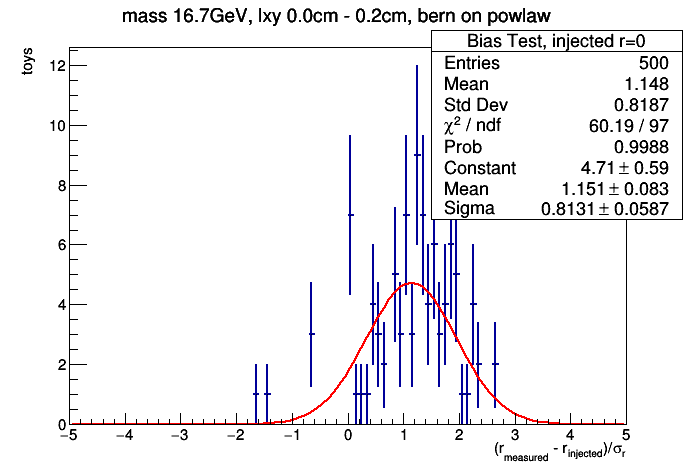 mass 16.7GeV, lxy 0.0cm - 0.2cm, bern on powlaw
Bias Test, injected r=0
Entries 500
Mean 1.148
Std Dev 0.8187
χ² / ndf 60.19 / 97
Prob 0.9988
Constant 4.71 ± 0.59
Mean 1.151 ± 0.083
Sigma 0.8131 ± 0.0587
toys
12
10
8
6
4
2
0
−5 −4 −3 −2 −1 0 1 2 3 4 5
(r_measured - r_injected)/σ_r